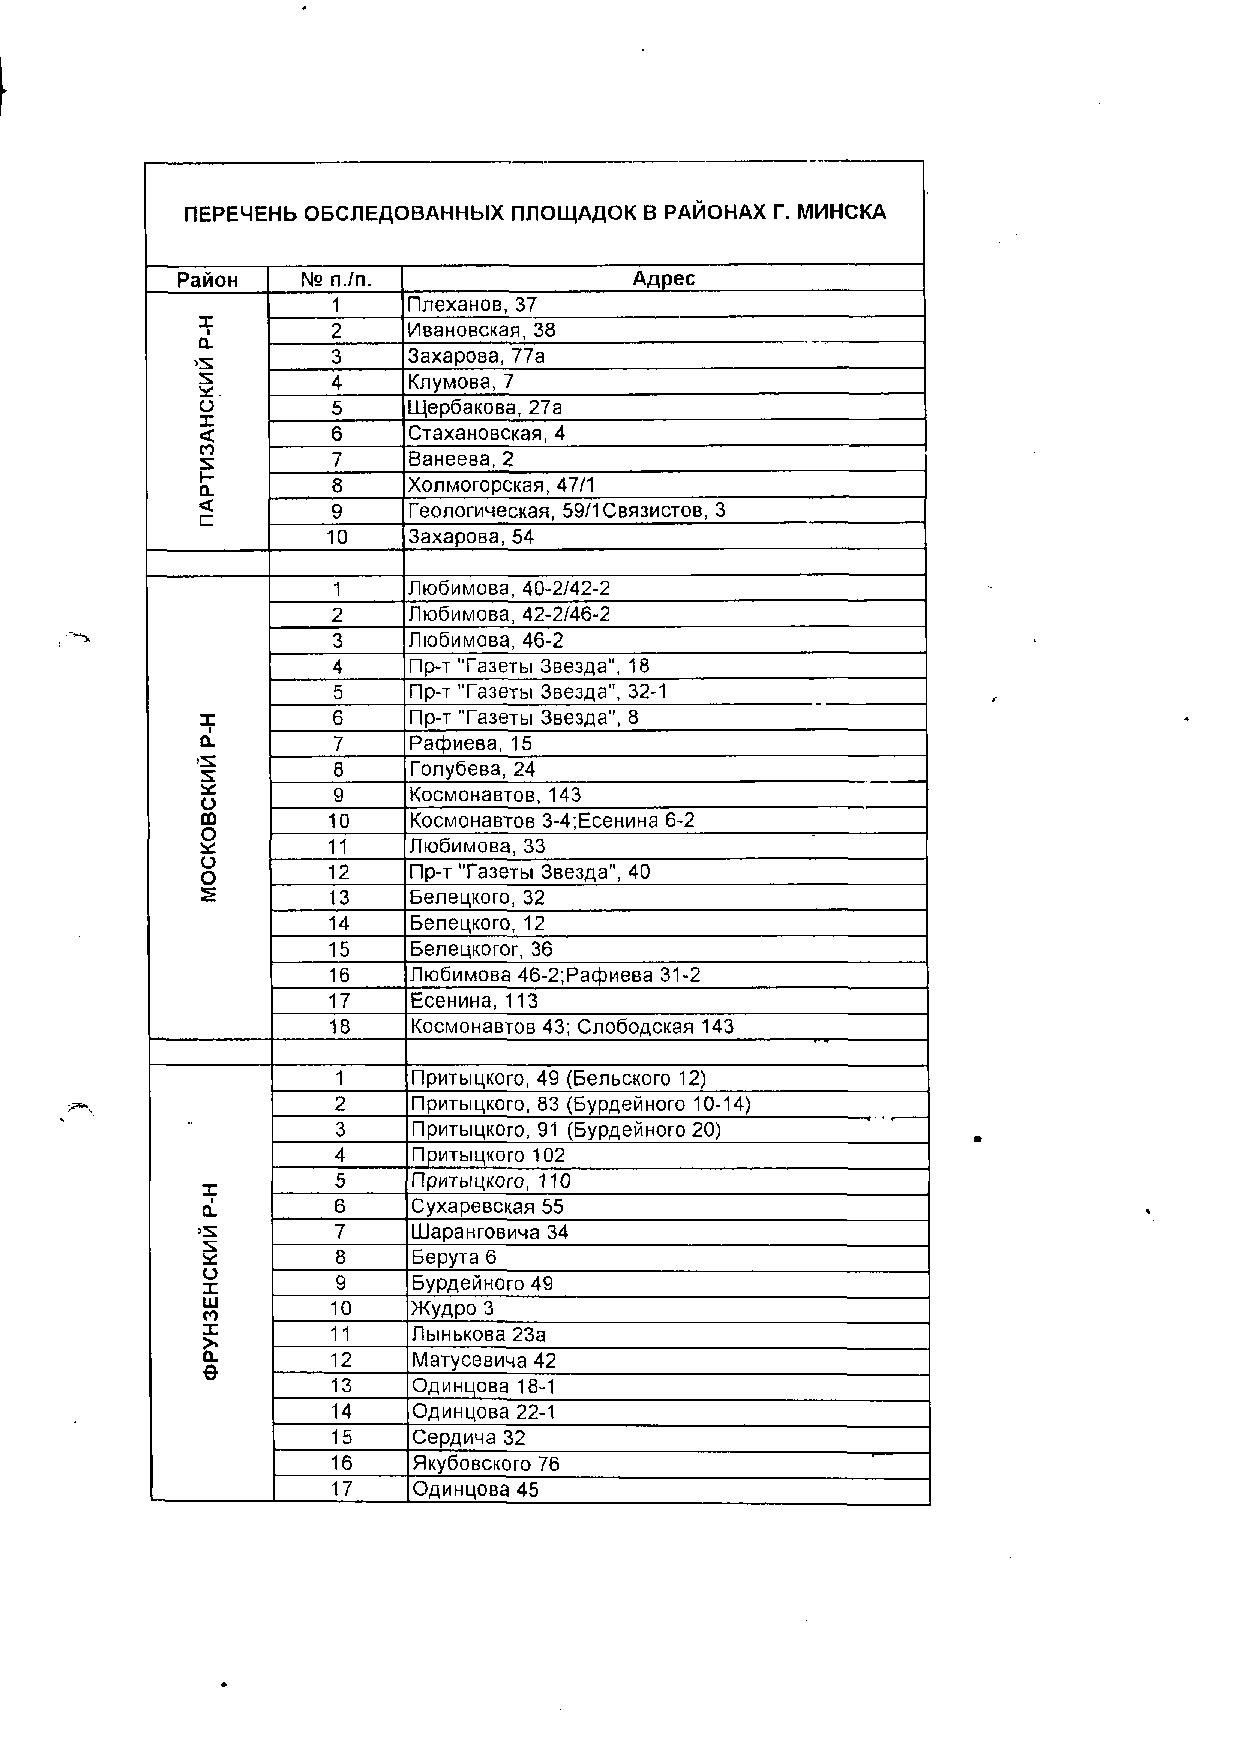 ПЕРЕЧЕНЬ ОБСЛЕДОВАННЫХ ПЛОЩАДОК В РАЙОНАХ Г. МИНСКА
Район № п./п. Адрес
ПАРТИЗАНСКИЙ Р-Н
1 Плеханов, 37
2 Ивановская, 38
3 Захарова, 77а
4 Клумова, 7
5 Щербакова, 27а
6 Стахановская, 4
7 Ванеева, 2
8 Холмогорская, 47/1
9 Геологическая, 59/1Связистов, 3
10 Захарова, 54
МОСКОВСКИЙ Р-Н
1 Любимова, 40-2/42-2
2 Любимова, 42-2/46-2
3 Любимова, 46-2
4 Пр-т "Газеты Звезда", 18
5 Пр-т "Газеты Звезда", 32-1
6 Пр-т "Газеты Звезда", 8
7 Рафиева, 15
8 Голубева, 24
9 Космонавтов, 143
10 Космонавтов 3-4;Есенина 6-2
11 Любимова, 33
12 Пр-т "Газеты Звезда", 40
13 Белецкого, 32
14 Белецкого, 12
15 Белецкогог, 36
16 Любимова 46-2;Рафиева 31-2
17 Есенина, 113
18 Космонавтов 43; Слободская 143
ФРУНЗЕНСКИЙ Р-Н
1 Притыцкого, 49 (Бельского 12)
2 Притыцкого, 83 (Бурдейного 10-14)
3 Притыцкого, 91 (Бурдейного 20)
4 Притыцкого 102
5 Притыцкого, 110
6 Сухаревская 55
7 Шаранговича 34
8 Берута 6
9 Бурдейного 49
10 Жудро 3
11 Лынькова 23а
12 Матусевича 42
13 Одинцова 18-1
14 Одинцова 22-1
15 Сердича 32
16 Якубовского 76
17 Одинцова 45